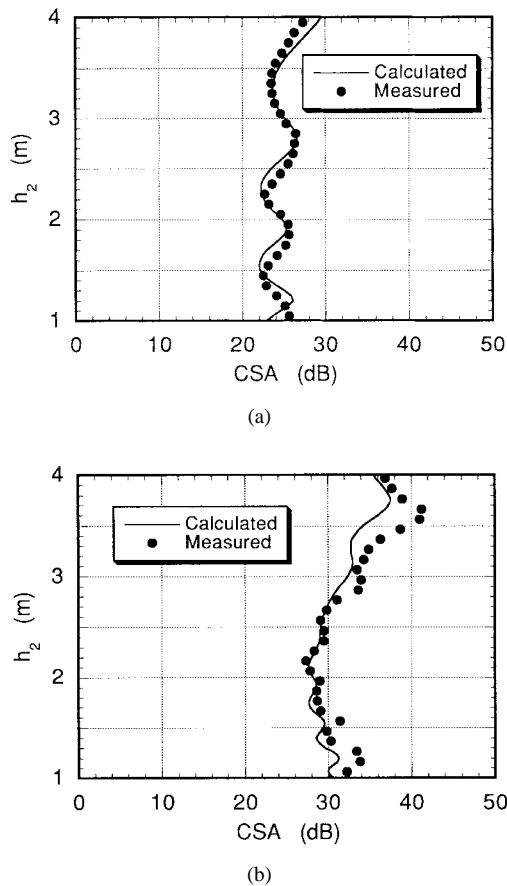 4
3
2
1
h₂ (m)
Calculated
Measured
0 10 20 30 40 50
CSA (dB)
(a)
4
3
2
1
h₂ (m)
Calculated
Measured
0 10 20 30 40 50
CSA (dB)
(b)